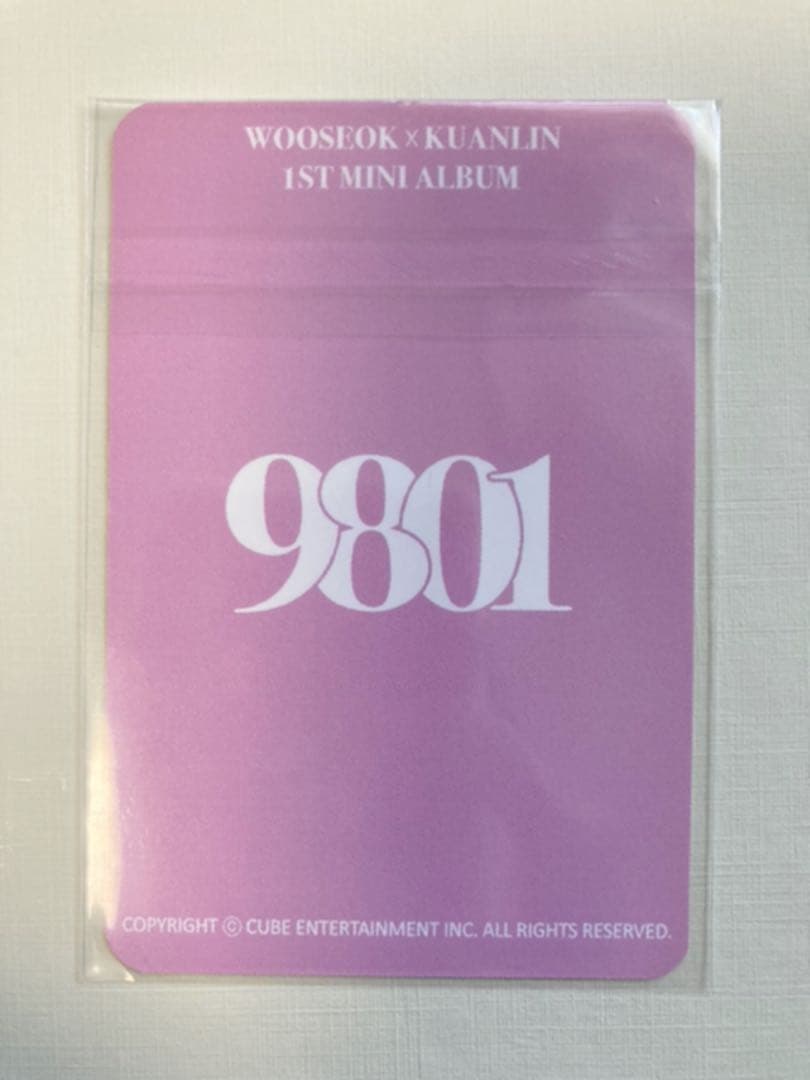 WOOSEOK × KUANLIN
1ST MINI ALBUM
9801
COPYRIGHT ⓒ CUBE ENTERTAINMENT INC. ALL RIGHTS RESERVED.